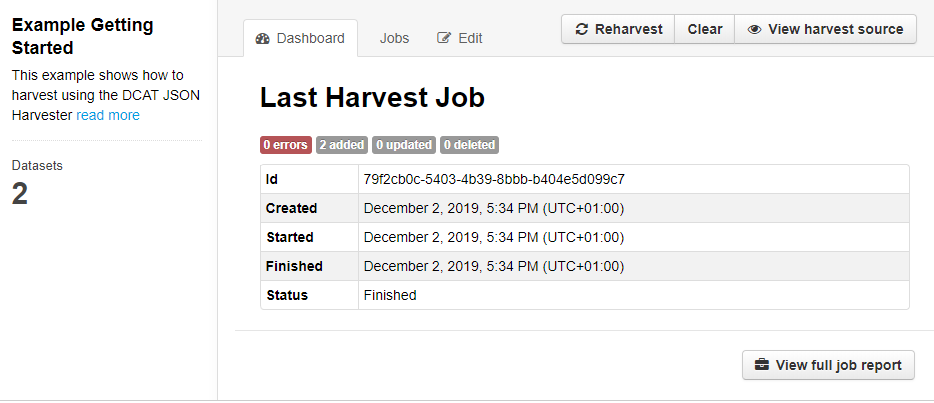 Example Getting
Started
This example shows how to
harvest using the DCAT JSON
Harvester read more
Datasets
2
Dashboard Jobs Edit
Reharvest Clear View harvest source
Last Harvest Job
0 errors 2 added 0 updated 0 deleted
Id 79f2cb0c-5403-4b39-8bbb-b404e5d099c7
Created December 2, 2019, 5:34 PM (UTC+01:00)
Started December 2, 2019, 5:34 PM (UTC+01:00)
Finished December 2, 2019, 5:34 PM (UTC+01:00)
Status Finished
View full job report